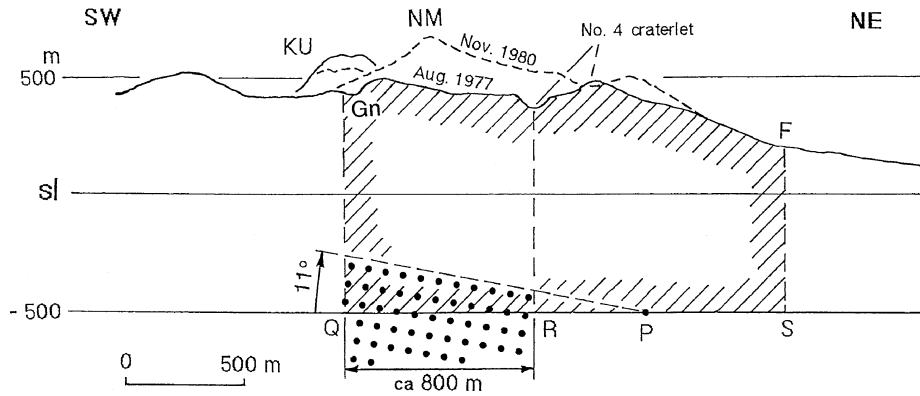 SW
NM
NE
KU
No. 4 craterlet
m
Nov. 1980
500
Aug. 1977
Gn
F
Sl
11°
- 500
Q
R
P
S
0
500 m
ca 800 m